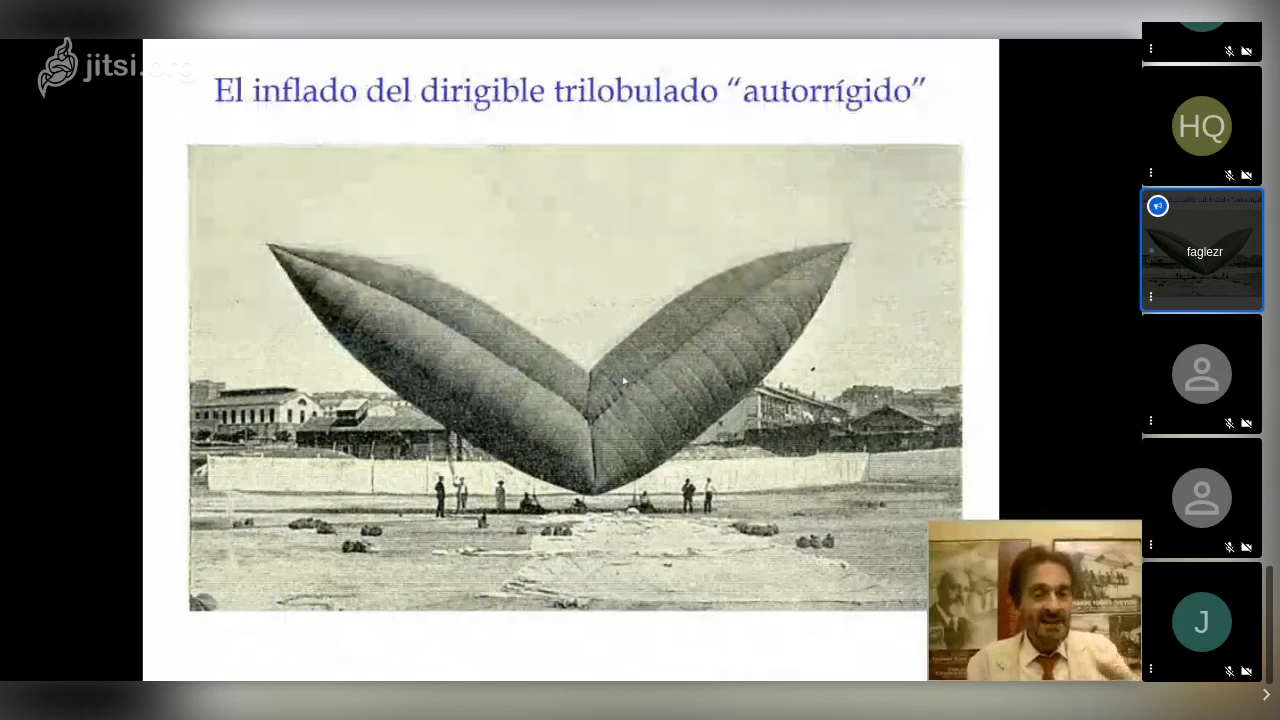 jitsi.org
El inflado del dirigible trilobulado “autorrígido”
HQ
faglezr
J